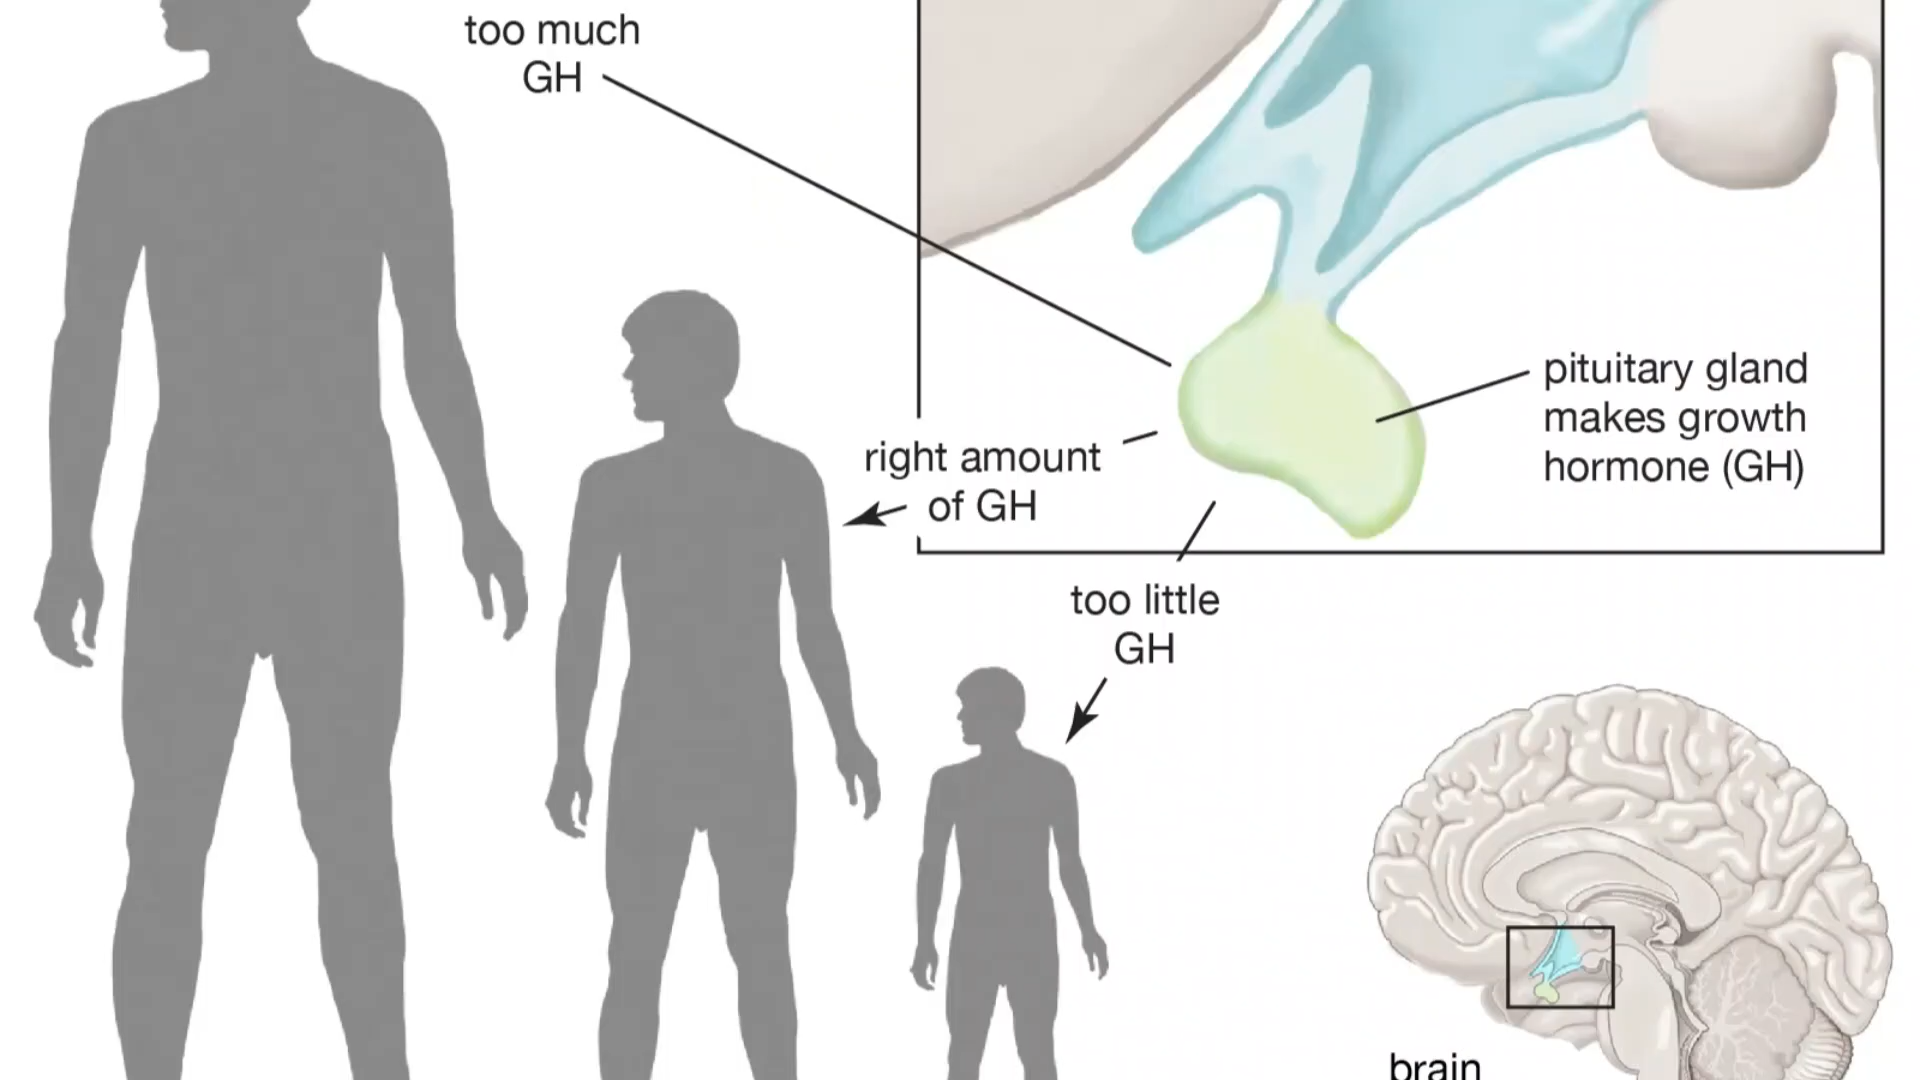 too much
GH
pituitary gland
makes growth
hormone (GH)
right amount
of GH
too little
GH
brain